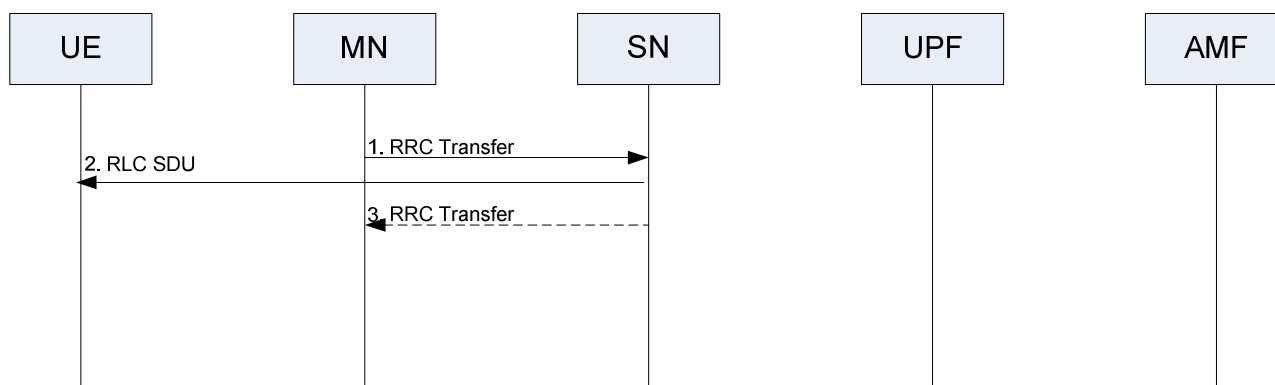 UE
MN
SN
UPF
AMF
1. RRC Transfer
2. RLC SDU
3. RRC Transfer